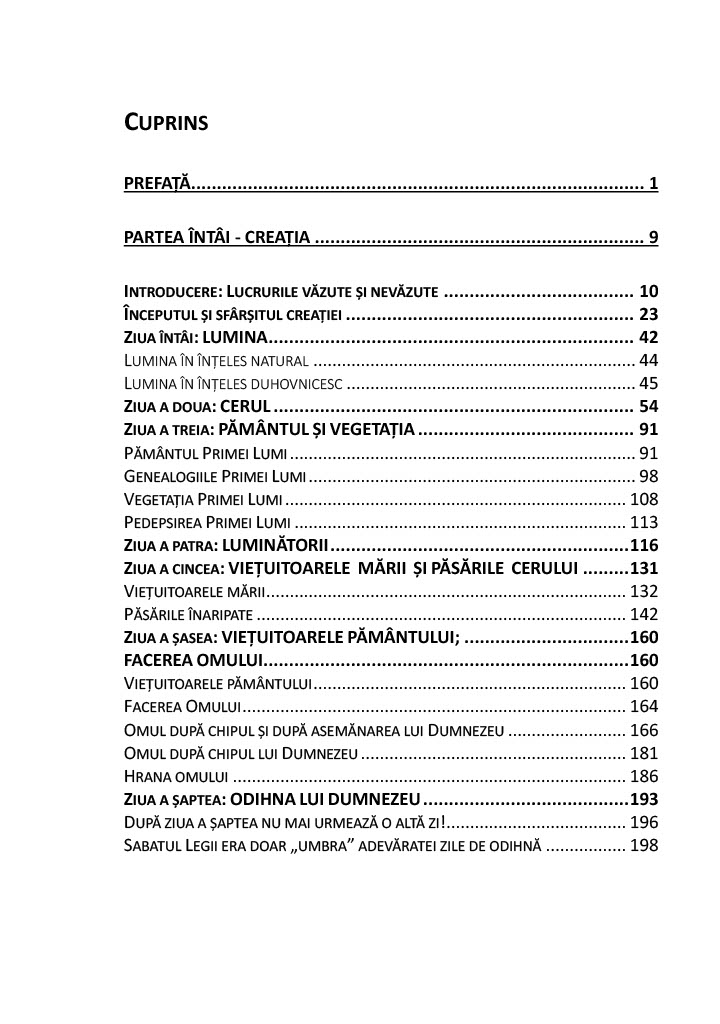 CUPRINS
PREFAȚĂ........................................................................................ 1
PARTEA ÎNTÂI - CREAȚIA ................................................................ 9
INTRODUCERE: LUCRURILE VĂZUTE ȘI NEVĂZUTE ..................................... 10
ÎNCEPUTUL ȘI SFÂRȘITUL CREAȚIEI ........................................................ 23
ZIUA ÎNTÂI: LUMINA....................................................................... 42
LUMINA ÎN ÎNȚELES NATURAL .............................................................. 44
LUMINA ÎN ÎNȚELES DUHOVNICESC ........................................................ 45
ZIUA A DOUA: CERUL ...................................................................... 54
ZIUA A TREIA: PĂMÂNTUL ȘI VEGETAȚIA .......................................... 91
PĂMÂNTUL PRIMEI LUMI ................................................................... 91
GENEALOGIILE PRIMEI LUMI ............................................................... 98
VEGETAȚIA PRIMEI LUMI .................................................................. 108
PEDEPSIREA PRIMEI LUMI ................................................................ 113
ZIUA A PATRA: LUMINĂTORII..........................................................116
ZIUA A CINCEA: VIEȚUITOARELE MĂRII ȘI PĂSĂRILE CERULUI .........131
VIEȚUITOARELE MĂRII...................................................................... 132
PĂSĂRILE ÎNARIPATE ....................................................................... 142
ZIUA A ȘASEA: VIEȚUITOARELE PĂMÂNTULUI; ................................160
FACEREA OMULUI.......................................................................160
VIEȚUITOARELE PĂMÂNTULUI............................................................. 160
FACEREA OMULUI.......................................................................... 164
OMUL DUPĂ CHIPUL ȘI DUPĂ ASEMĂNAREA LUI DUMNEZEU ....................... 166
OMUL DUPĂ CHIPUL LUI DUMNEZEU .................................................... 181
HRANA OMULUI ............................................................................ 186
ZIUA A ȘAPTEA: ODIHNA LUI DUMNEZEU ........................................193
DUPĂ ZIUA A ȘAPTEA NU MAI URMEAZĂ O ALTĂ ZI!................................... 196
SABATUL LEGII ERA DOAR „UMBRA” ADEVĂRATEI ZILE DE ODIHNĂ ................ 198